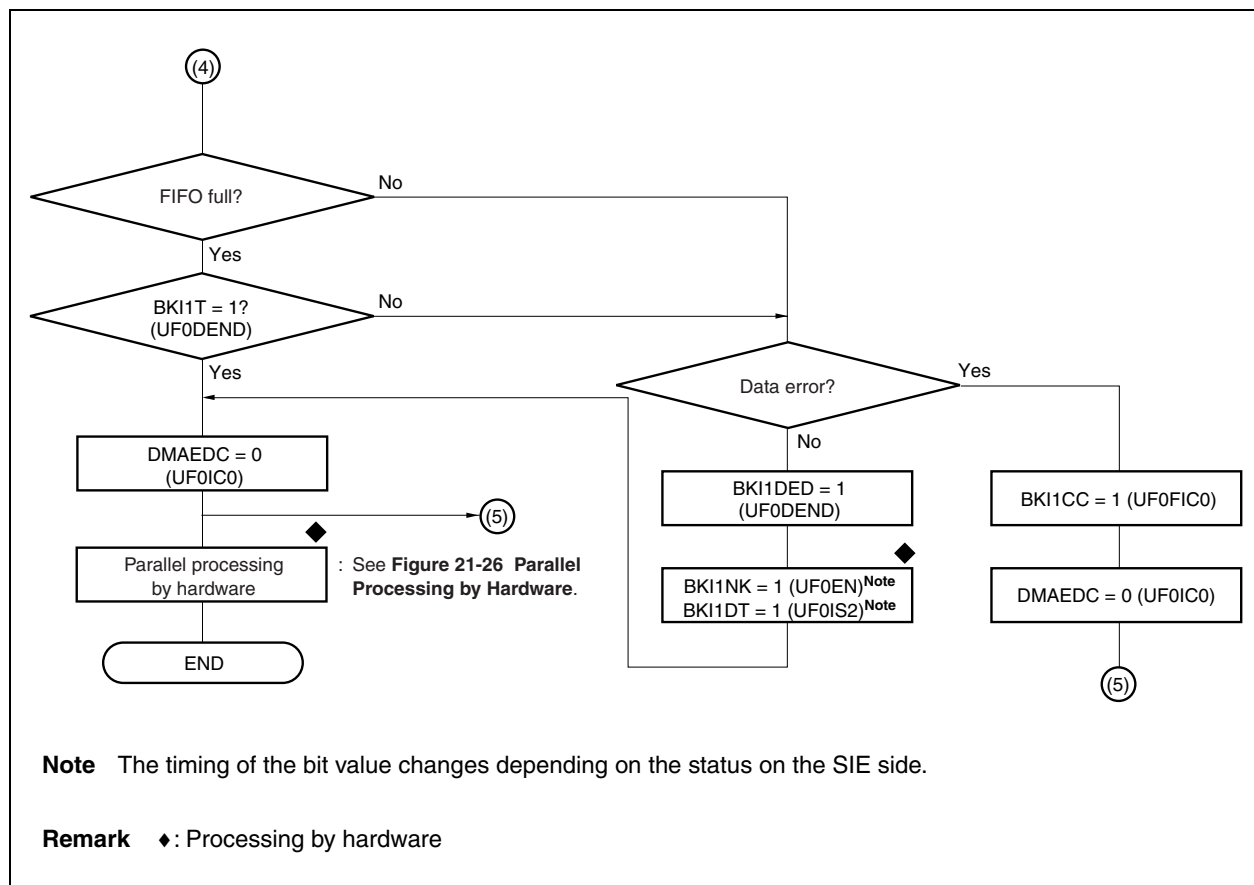 (4)
FIFO full?
No
Yes
BKI1T = 1?
(UF0DEND)
No
Yes
Data error?
Yes
No
DMAEDC = 0
(UF0IC0)
(5)
Parallel processing
by hardware
: See Figure 21-26 Parallel
Processing by Hardware.
END
BKI1DED = 1
(UF0DEND)
BKI1NK = 1 (UF0EN)Note
BKI1DT = 1 (UF0IS2)Note
BKI1CC = 1 (UF0FIC0)
DMAEDC = 0 (UF0IC0)
(5)
Note The timing of the bit value changes depending on the status on the SIE side.
Remark ♦: Processing by hardware